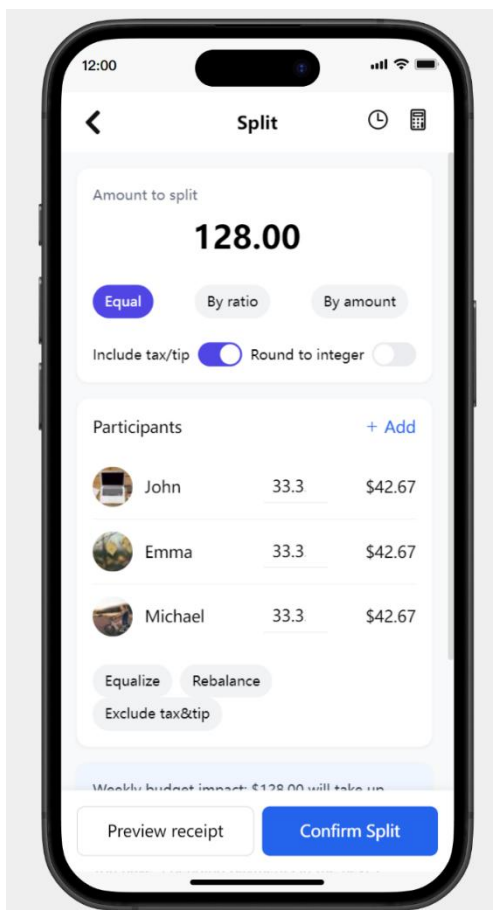 12:00
Split
Amount to split
128.00
Equal By ratio By amount
Include tax/tip Round to integer
Participants + Add
John 33.3 $42.67
Emma 33.3 $42.67
Michael 33.3 $42.67
Equalize Rebalance
Exclude tax&tip
Weekly budget impact: $128.00 will take up
Preview receipt Confirm Split